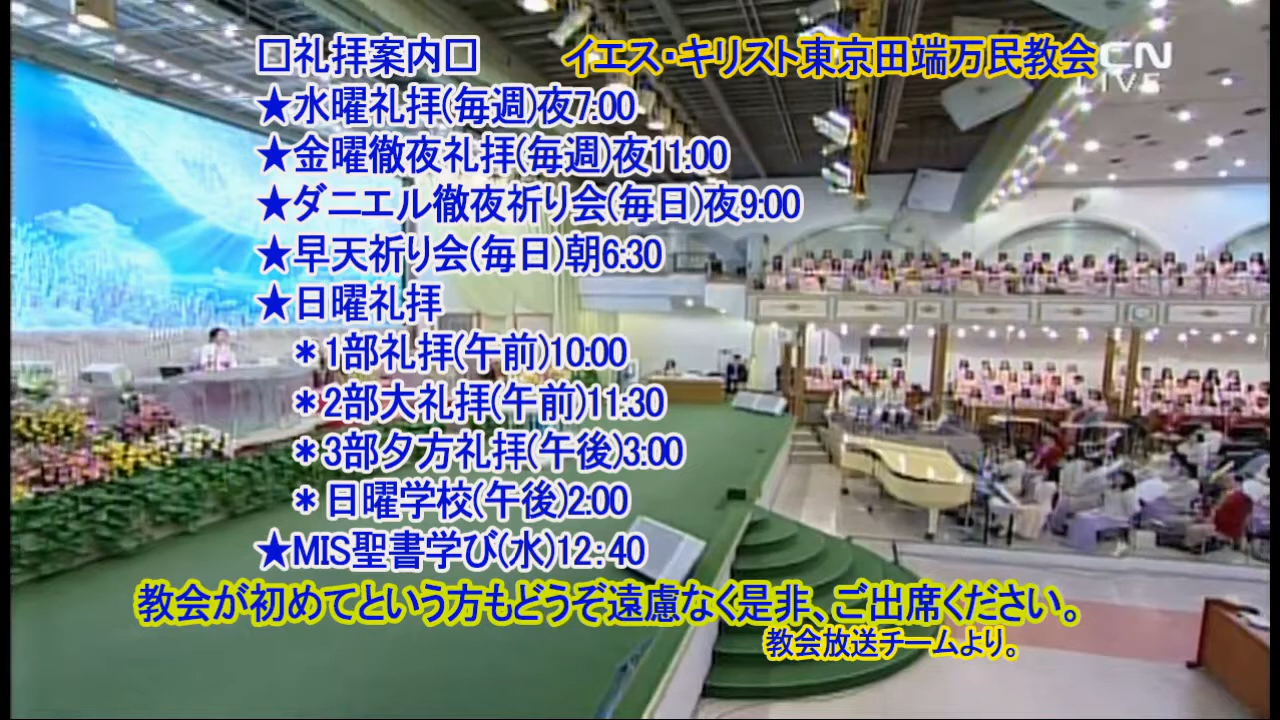 □礼拝案内□ イエス・キリスト東京田端万民教会
CN
LIVE
★水曜礼拝(毎週)夜7:00
★金曜徹夜礼拝(毎週)夜11:00
★ダニエル徹夜祈り会(毎日)夜9:00
★早天祈り会(毎日)朝6:30
★日曜礼拝
＊1部礼拝(午前)10:00
＊2部大礼拝(午前)11:30
＊3部夕方礼拝(午後)3:00
＊日曜学校(午後)2:00
★MIS聖書学び(水)12:40
教会が初めてという方もどうぞ遠慮なく是非、ご出席ください。
教会放送チームより。